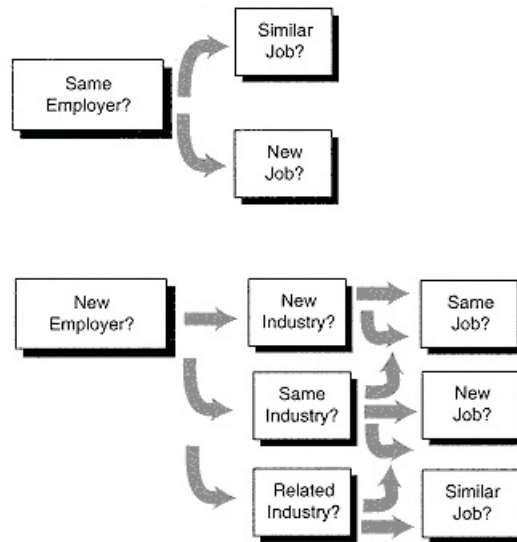 Similar
Job?
Same
Employer?
New
Job?
New
Employer?
New
Industry?
Same
Job?
Same
Industry?
New
Job?
Related
Industry?
Similar
Job?